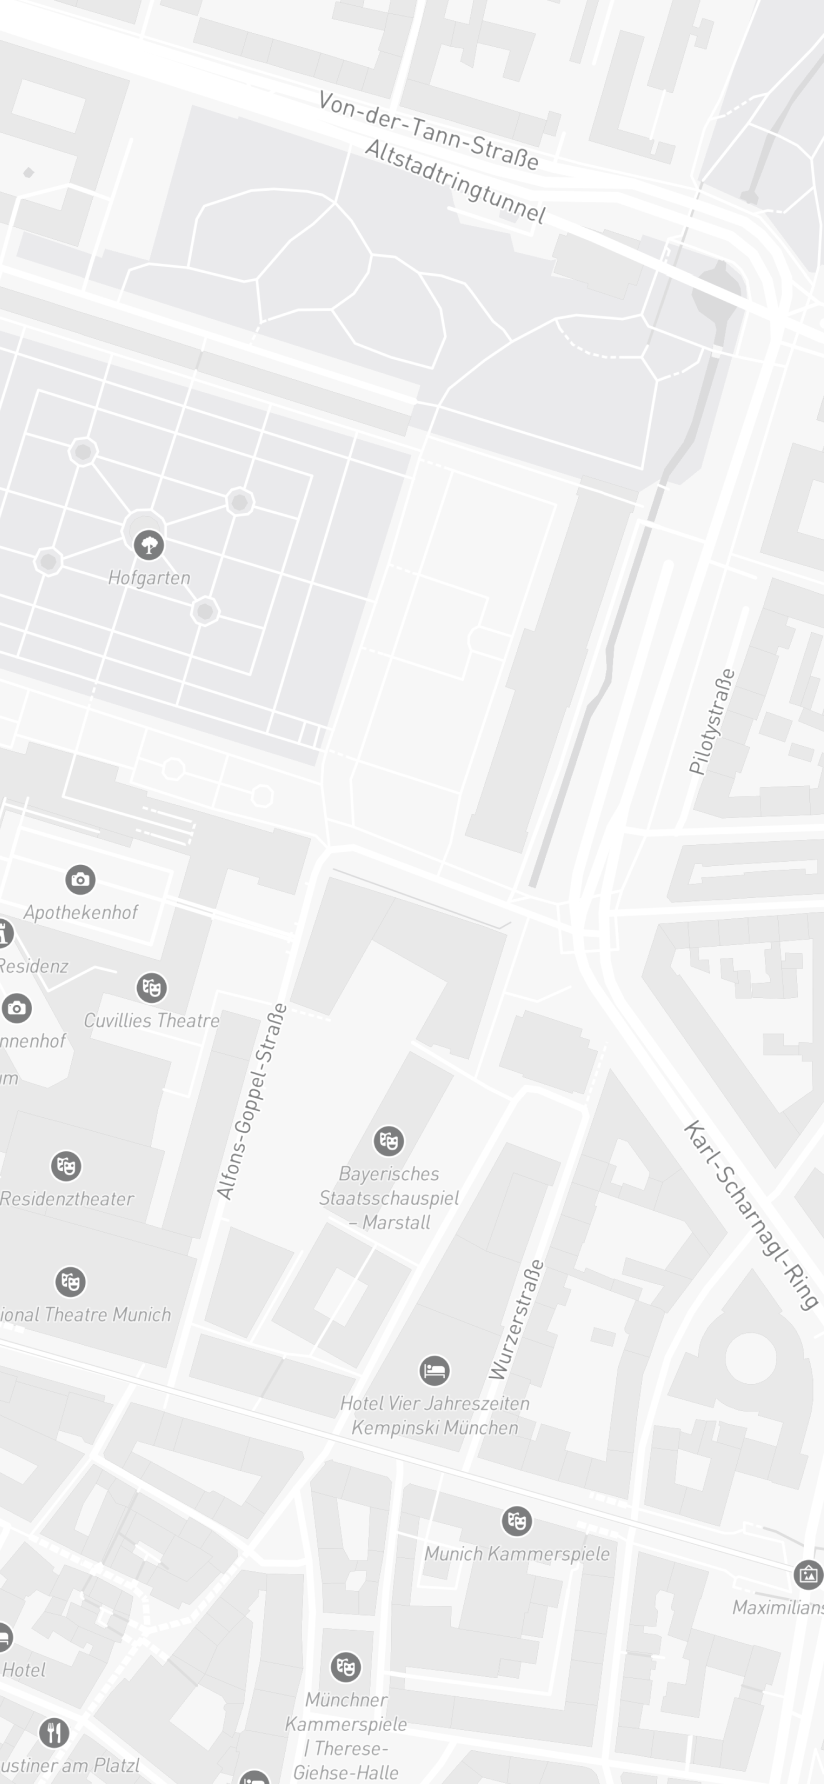 Von-der-Tann-Straße
Altstadtringtunnel
Hofgarten
Pilotystraße
Apothekenhof
Residenz
Cuvillies Theatre
nnenhof
um
Alfons-Goppel-Straße
Karl-Scharnagl-Ring
Bayerisches
Staatsschauspiel
– Marstall
Residenztheater
Wurzerstraße
ional Theatre Munich
Hotel Vier Jahreszeiten
Kempinski München
Munich Kammerspiele
Maximilians
Hotel
Münchner
Kammerspiele
| Therese-
Giehse-Halle
ustiner am Platzl